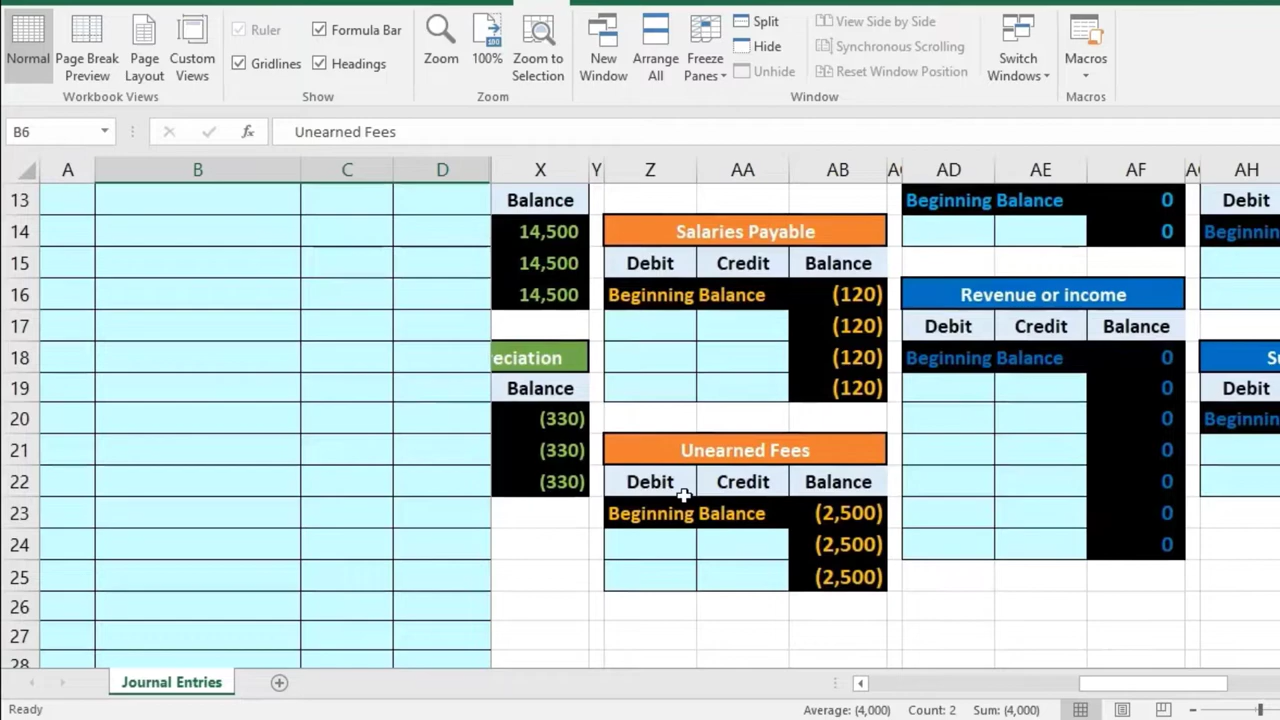 Normal
Page Break Preview
Page Layout
Custom Views
Workbook Views
Ruler
Formula Bar
Gridlines
Headings
Show
Zoom
100%
Zoom to Selection
Zoom
New Window
Arrange All
Freeze Panes
Split
Hide
Unhide
View Side by Side
Synchronous Scrolling
Reset Window Position
Window
Switch Windows
Macros
Macros
B6 fx Unearned Fees
A B C D X Y Z AA AB AD AE AF AH
13 Balance Beginning Balance 0 Debit
14 14,500 Salaries Payable 0
15 14,500 Debit Credit Balance
16 14,500 Beginning Balance (120) Revenue or income
17 (120) Debit Credit Balance
18 (120) Beginning Balance 0
19 Balance (120) 0 Debit
20 (330) 0
21 (330) Unearned Fees 0
22 (330) Debit Credit Balance 0
23 Beginning Balance (2,500) 0
24 (2,500) 0
25 (2,500)
26
27
28
Journal Entries
Ready Average: (4,000) Count: 2 Sum: (4,000)